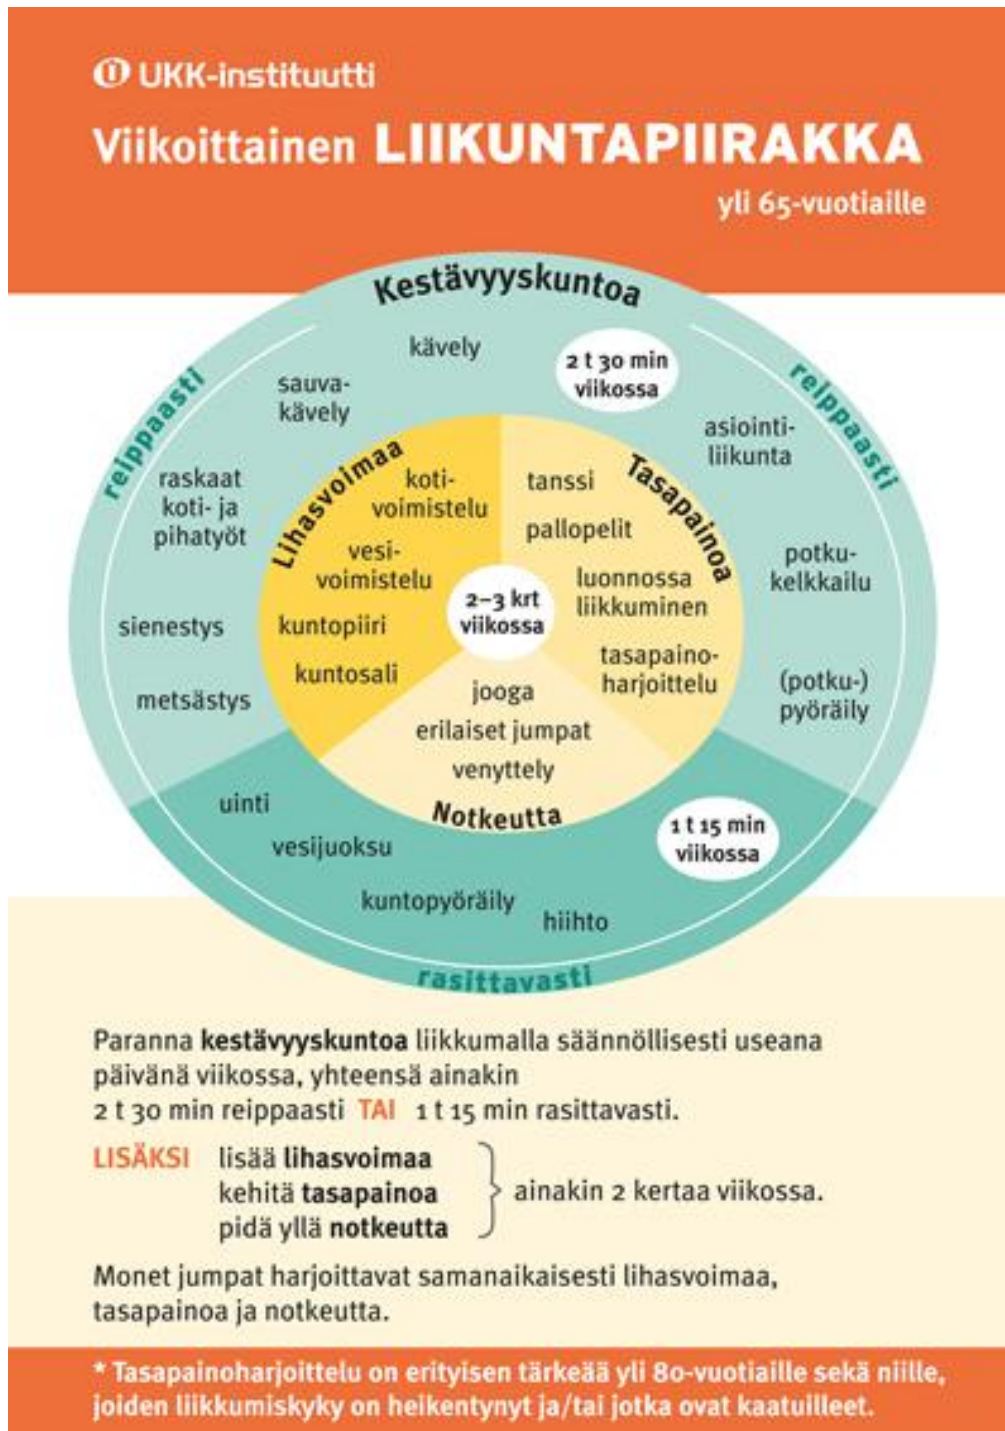 UKK-instituutti
Viikoittainen LIIKUNTAPIIRAKKA
yli 65-vuotiaille
Kestävyyskuntoa
reippaasti
reippaasti
kävely
2 t 30 min
viikossa
sauva-
kävely
asiointi-
liikunta
raskaat
koti- ja
pihatyöt
potku-
kelkkailu
sienestys
metsästys
(potku-)
pyöräily
Lihasvoimaa
koti-
voimistelu
vesi-
voimistelu
kuntopiiri
kuntosali
Tasapainoa
tanssi
pallopelit
luonnossa
liikkuminen
tasapaino-
harjoittelu
2–3 krt
viikossa
jooga
erilaiset jumpat
venyttely
Notkeutta
uinti
vesijuoksu
kuntopyöräily
hiihto
1 t 15 min
viikossa
rasittavasti
Paranna kestävyyskuntoa liikkumalla säännöllisesti useana
päivänä viikossa, yhteensä ainakin
2 t 30 min reippaasti TAI 1 t 15 min rasittavasti.
LISÄKSI lisää lihasvoimaa
kehitä tasapainoa
pidä yllä notkeutta
ainakin 2 kertaa viikossa.
Monet jumpat harjoittavat samanaikaisesti lihasvoimaa,
tasapainoa ja notkeutta.
* Tasapainoharjoittelu on erityisen tärkeää yli 80-vuotiaille sekä niille,
joiden liikkumiskyky on heikentynyt ja/tai jotka ovat kaatuilleet.